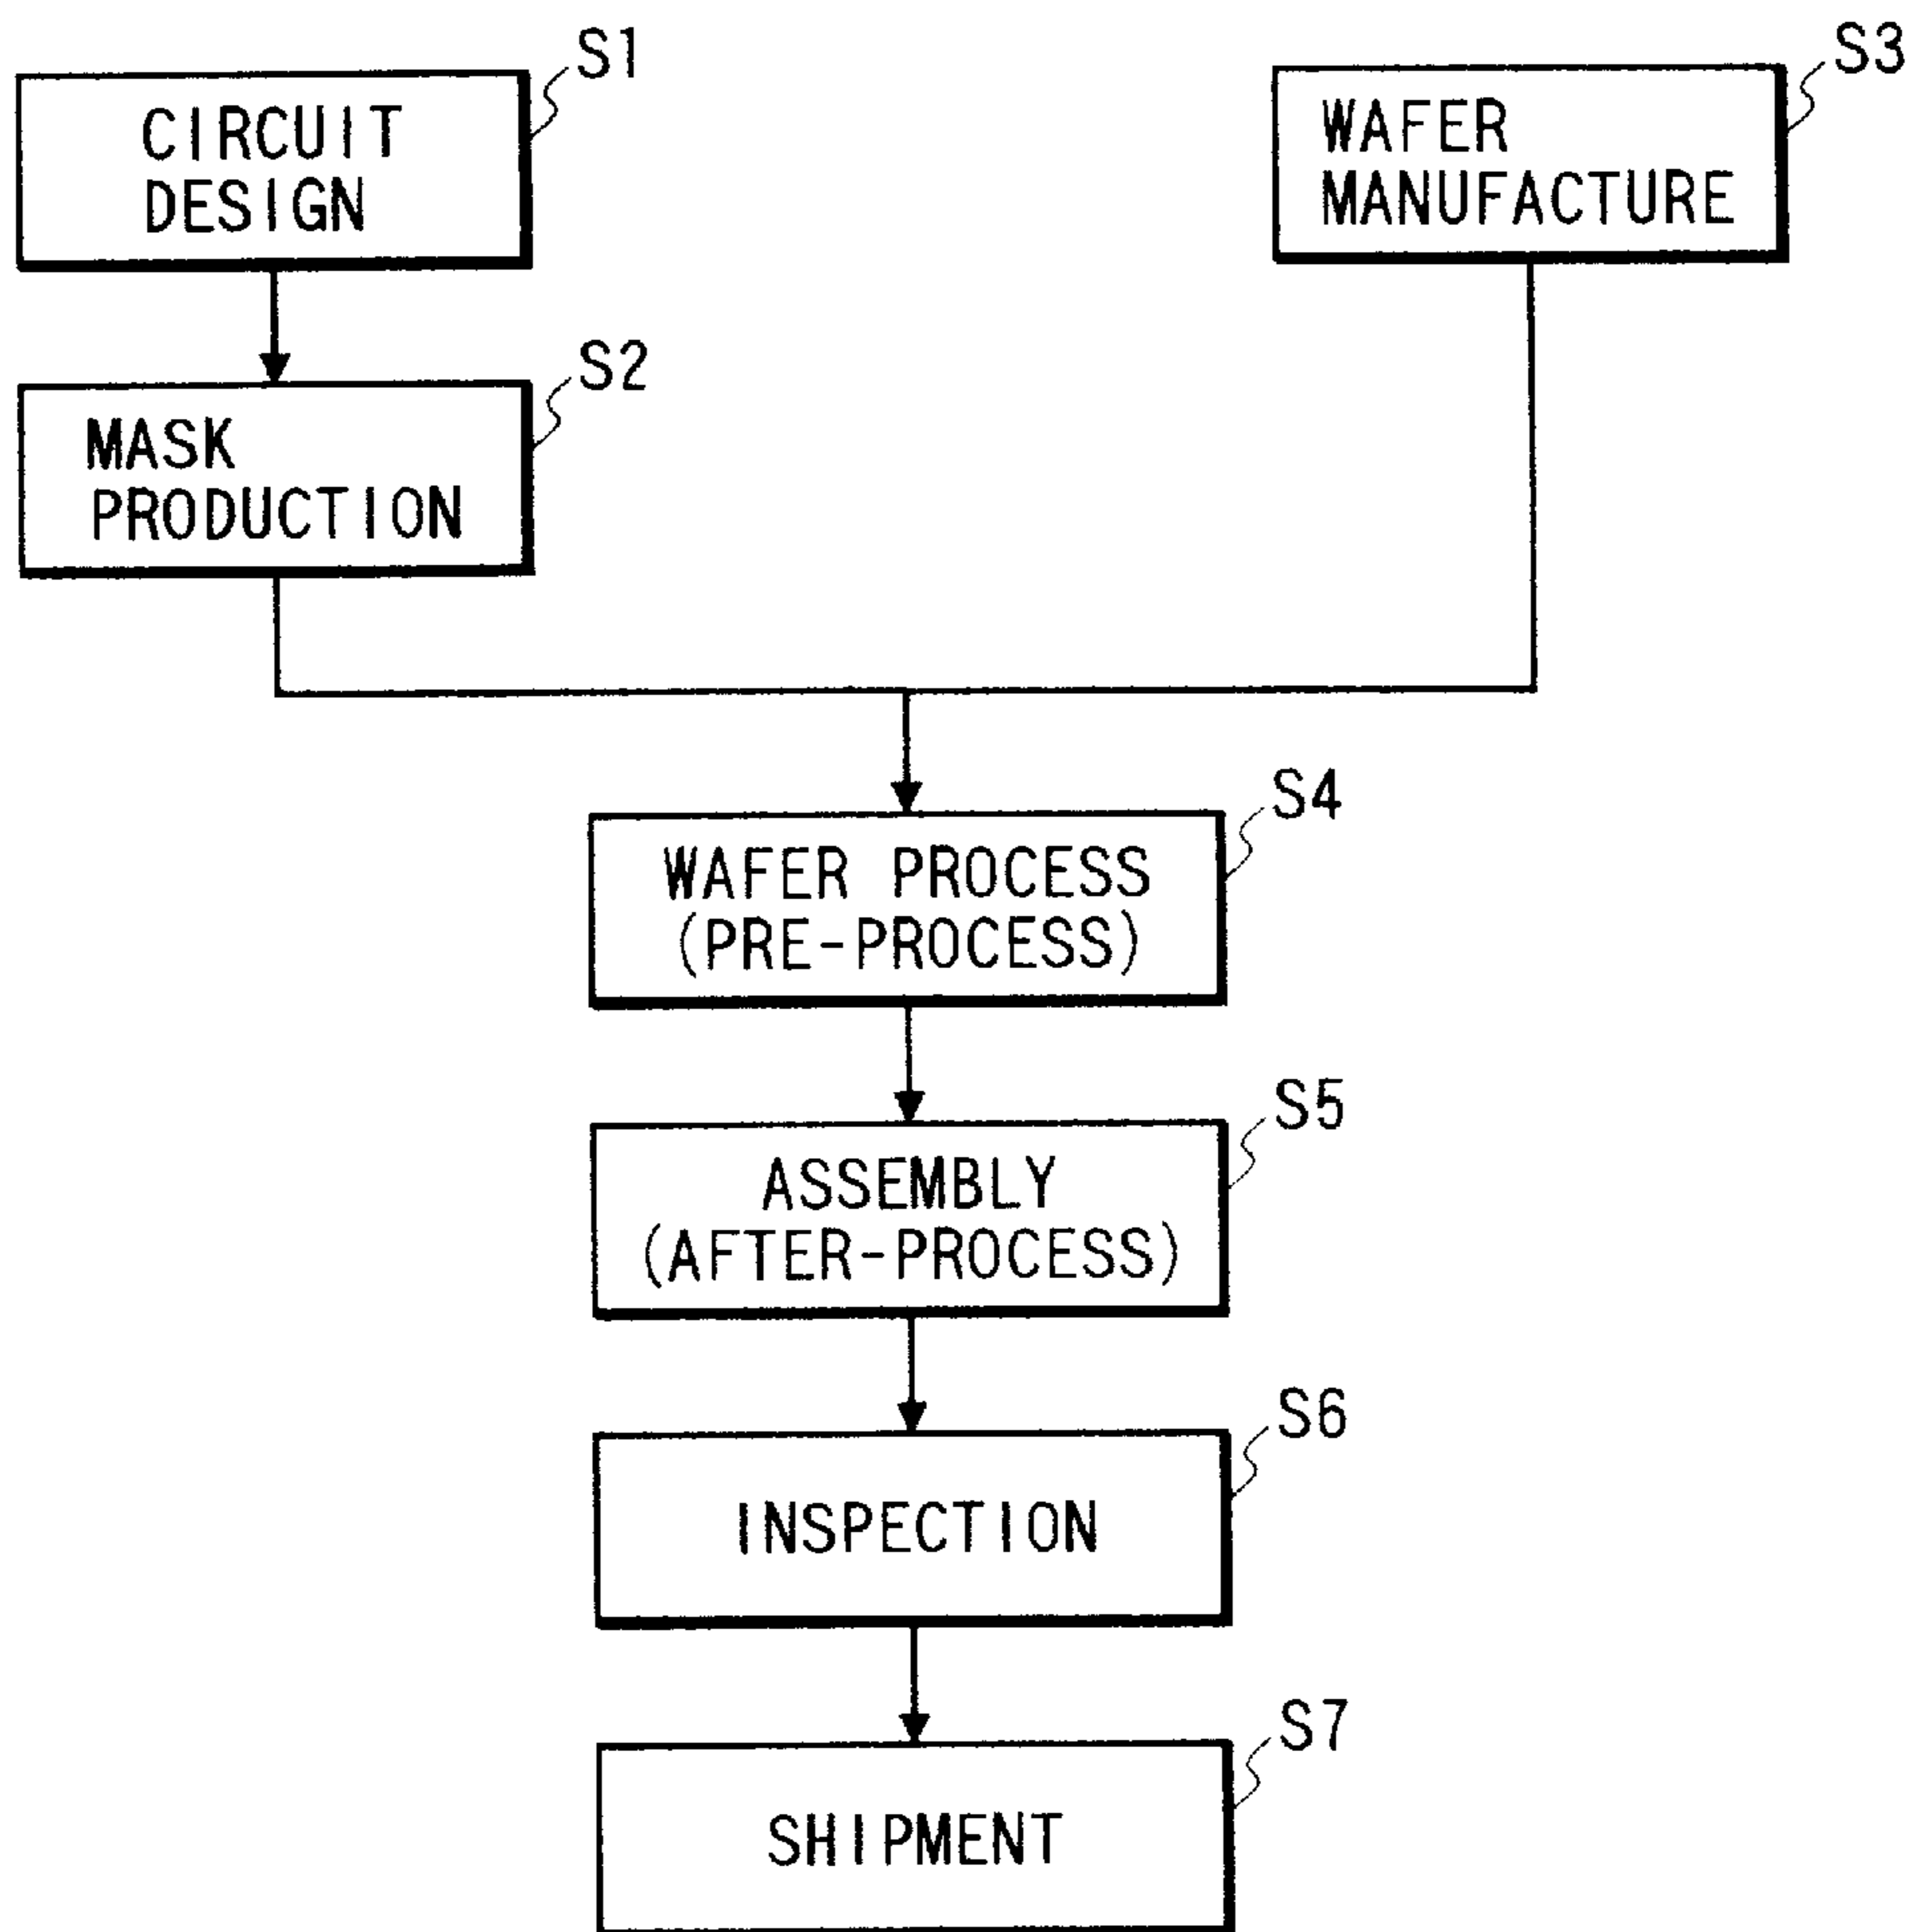 S1
CIRCUIT
DESIGN
S3
WAFER
MANUFACTURE
S2
MASK
PRODUCTION
S4
WAFER PROCESS
(PRE-PROCESS)
S5
ASSEMBLY
(AFTER-PROCESS)
S6
INSPECTION
S7
SHIPMENT